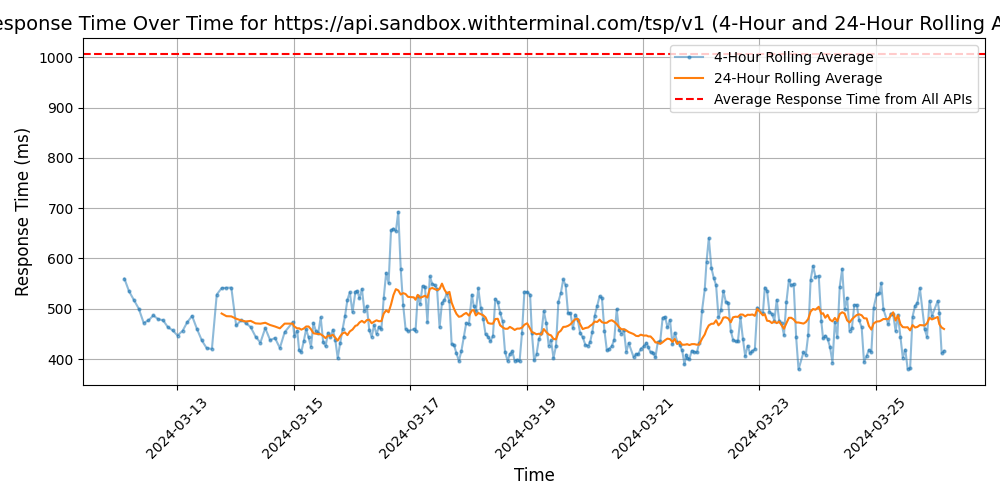 esponse Time Over Time for https://api.sandbox.withterminal.com/tsp/v1 (4-Hour and 24-Hour Rolling A
4-Hour Rolling Average
24-Hour Rolling Average
Average Response Time from All APIs
Response Time (ms)
1000
900
800
700
600
500
400
2024-03-13
2024-03-15
2024-03-17
2024-03-19
2024-03-21
2024-03-23
2024-03-25
Time